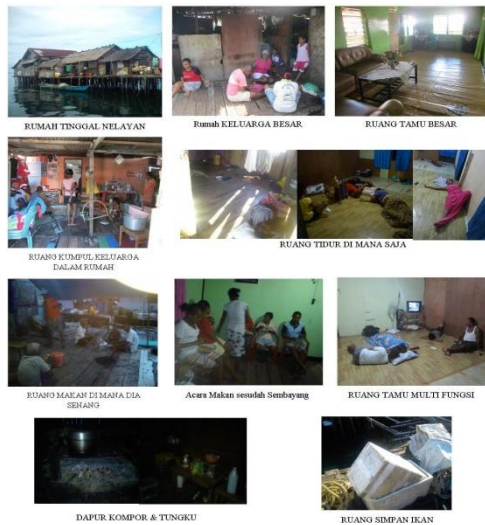 RUMAH TINGGAL NELAYAN
Rumah KELUARGA BESAR
RUANG TAMU BESAR
RUANG KUMPUL KELUARGA
DALAM RUMAH
RUANG TIDUR DI MANA SAJA
RUANG MAKAN DI MANA DIA
SENANG
Acara Makan sesudah Sembayang
RUANG TAMU MULTI FUNGSI
DAPUR KOMPOR & TUNGKU
RUANG SIMPAN IKAN